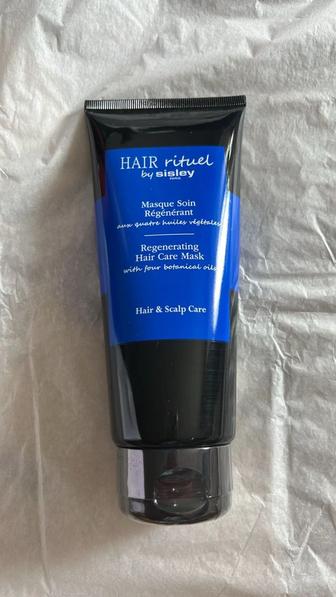 HAIR rituel
by sisley
PARIS
Masque Soin
Régénérant
aux quatre huiles végétales
Regenerating
Hair Care Mask
with four botanical oils
Hair & Scalp Care